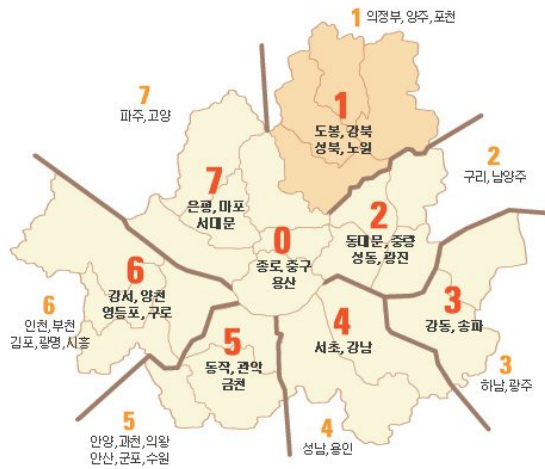 1
의정부, 양주, 포천
7
파주, 고양
1
도봉, 강북
성북, 노원
2
구리, 남양주
7
은평, 마포
서대문
2
동대문, 중랑
성동, 광진
0
종로, 중구
용산
6
강서, 양천
영등포, 구로
6
인천, 부천
김포, 광명, 시흥
3
강동, 송파
4
서초, 강남
5
동작, 관악
금천
3
하남, 광주
5
안양, 과천, 의왕
안산, 군포, 수원
4
성남, 용인